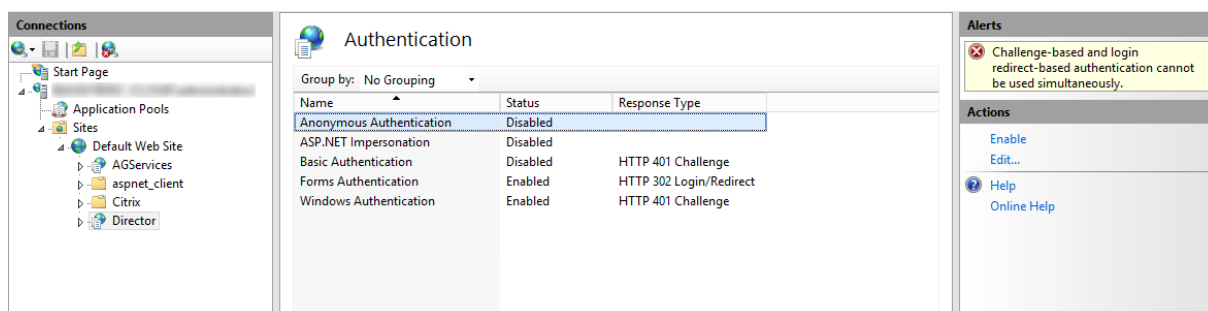 Connections
Start Page
Application Pools
Sites
Default Web Site
AGServices
aspnet_client
Citrix
Director
Authentication
Group by: No Grouping
Name Status Response Type
Anonymous Authentication Disabled
ASP.NET Impersonation Disabled
Basic Authentication Disabled HTTP 401 Challenge
Forms Authentication Enabled HTTP 302 Login/Redirect
Windows Authentication Enabled HTTP 401 Challenge
Alerts
Challenge-based and login
redirect-based authentication cannot
be used simultaneously.
Actions
Enable
Edit...
Help
Online Help